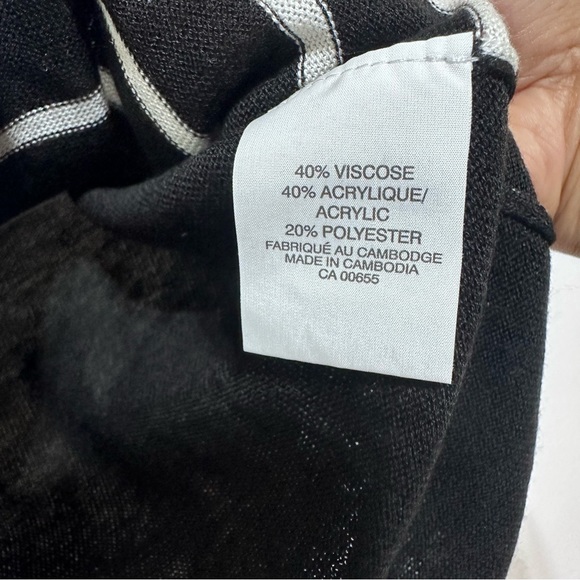 40% VISCOSE
40% ACRYLIQUE/
ACRYLIC
20% POLYESTER
FABRIQUÉ AU CAMBODGE
MADE IN CAMBODIA
CA 00655